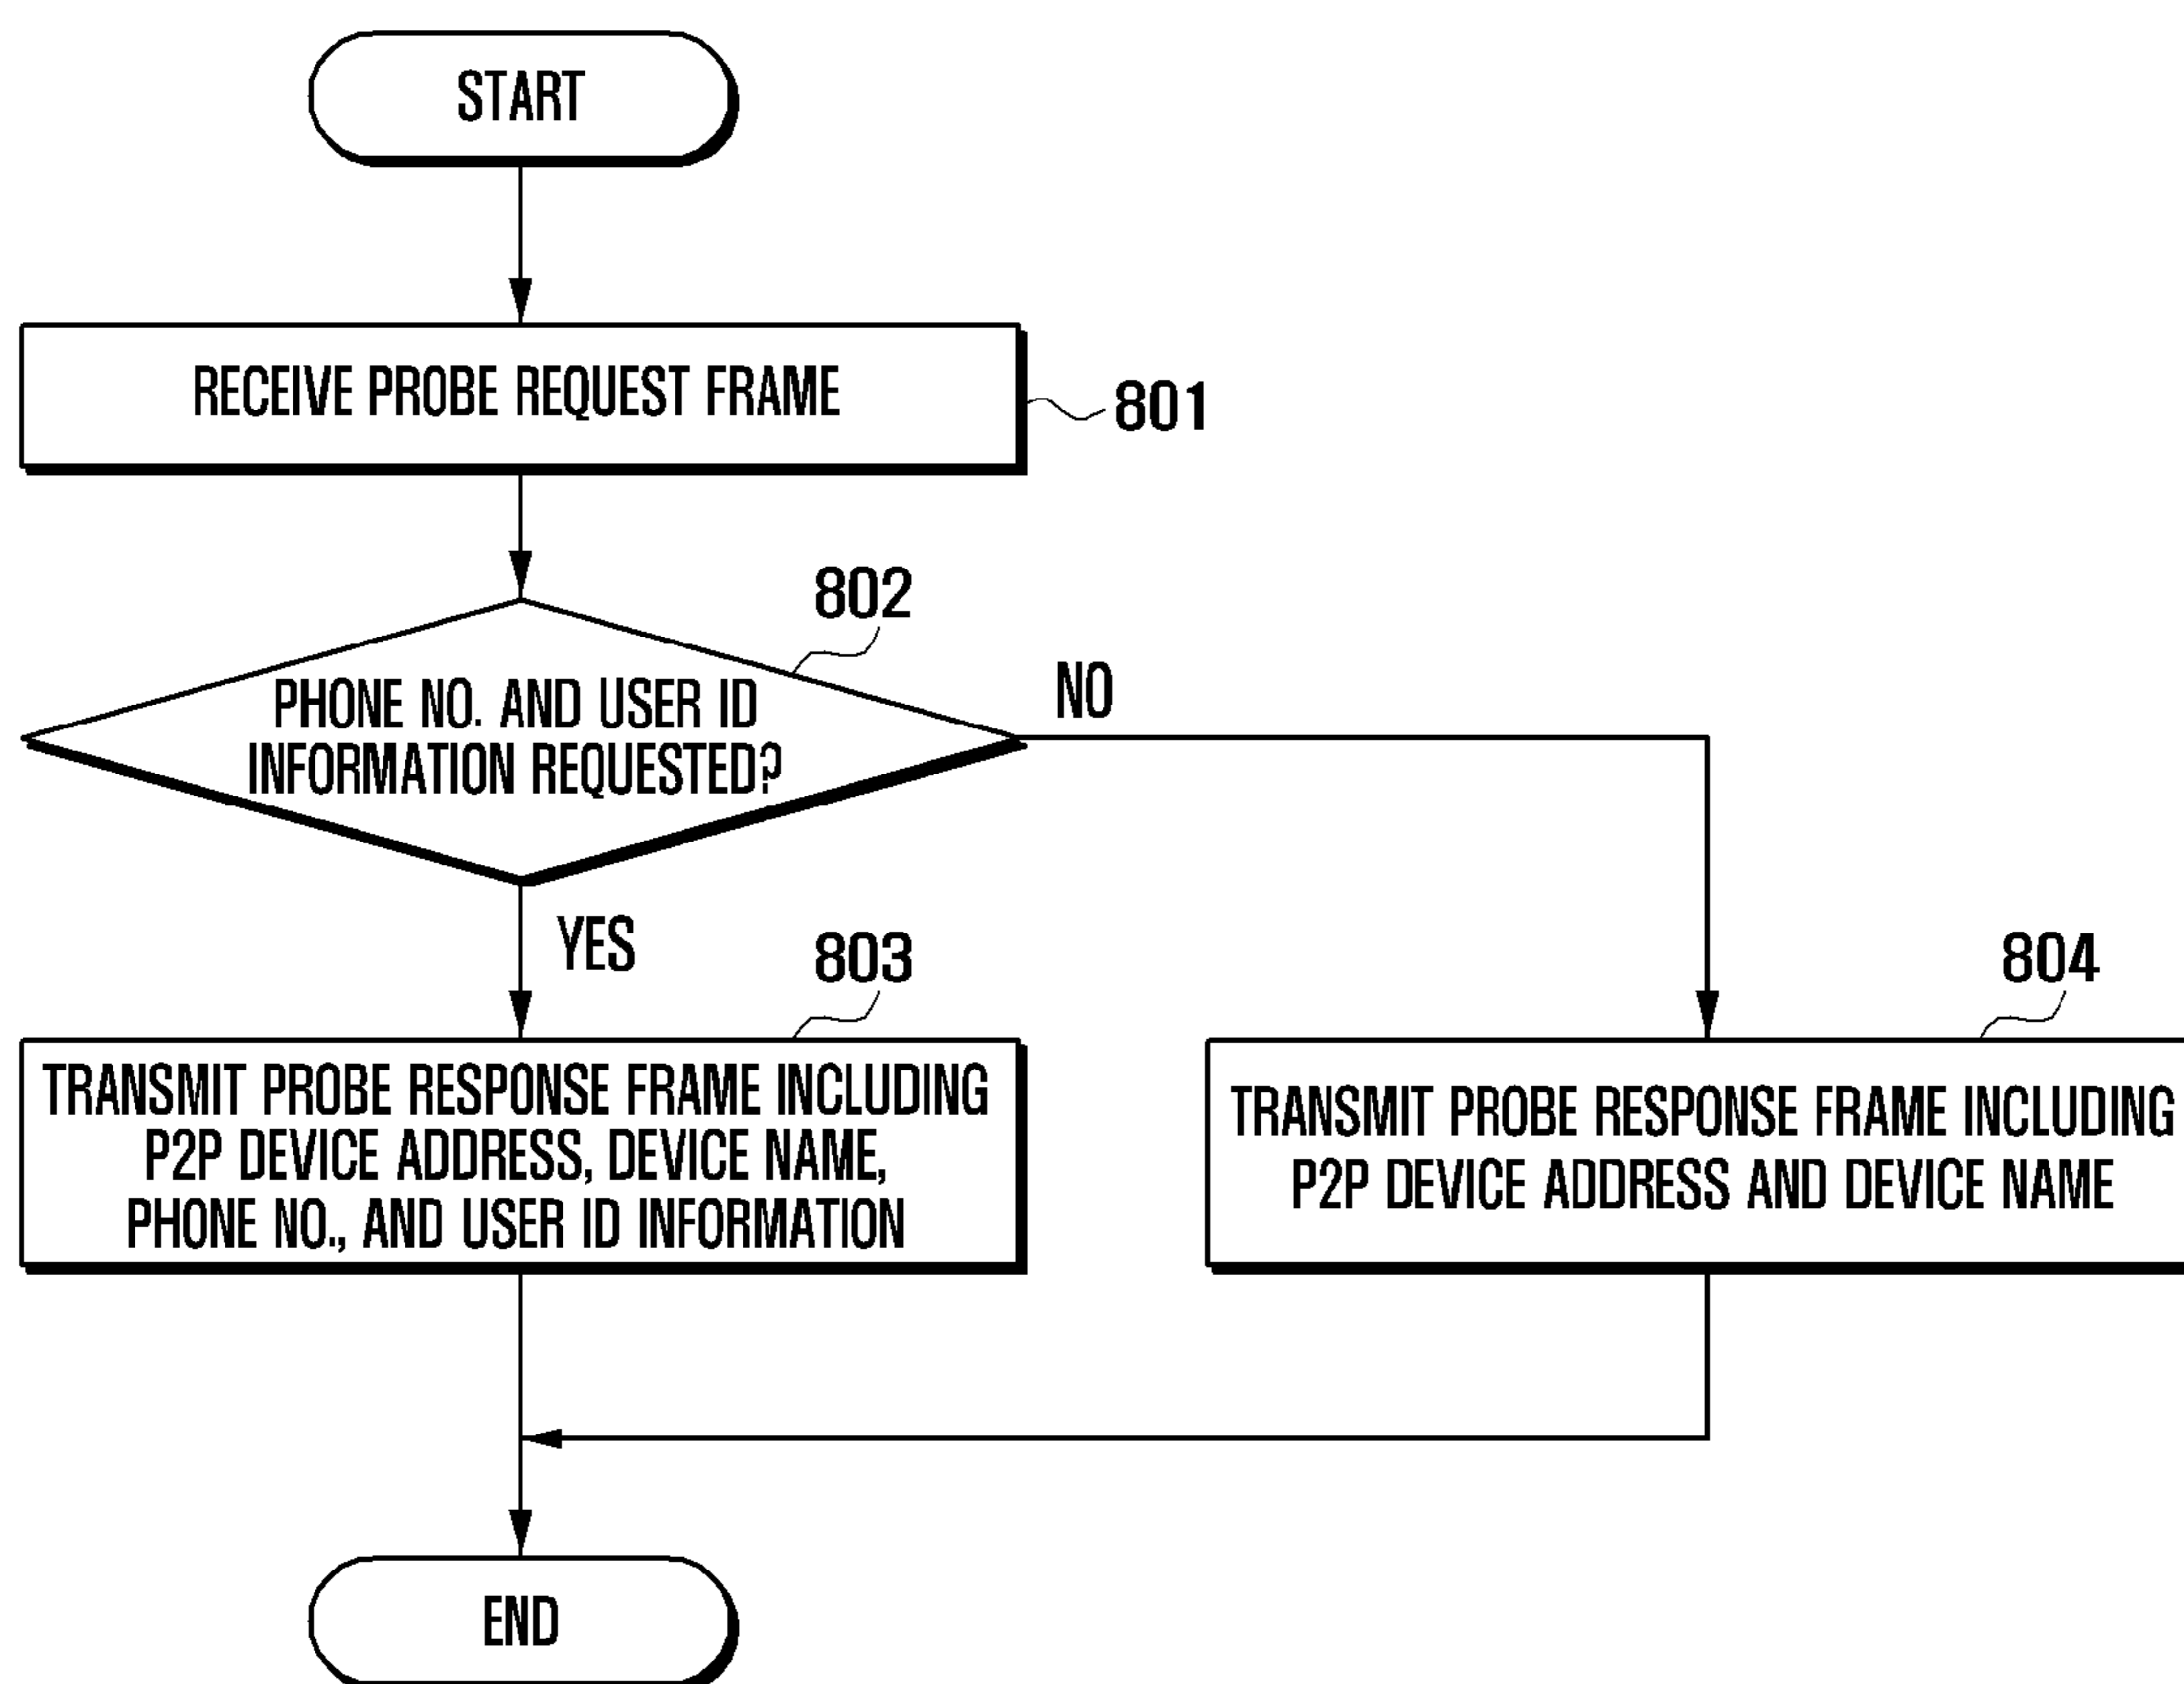 START
RECEIVE PROBE REQUEST FRAME
801
802
PHONE NO. AND USER ID
INFORMATION REQUESTED?
NO
YES
803
TRANSMIT PROBE RESPONSE FRAME INCLUDING
P2P DEVICE ADDRESS, DEVICE NAME,
PHONE NO., AND USER ID INFORMATION
804
TRANSMIT PROBE RESPONSE FRAME INCLUDING
P2P DEVICE ADDRESS AND DEVICE NAME
END